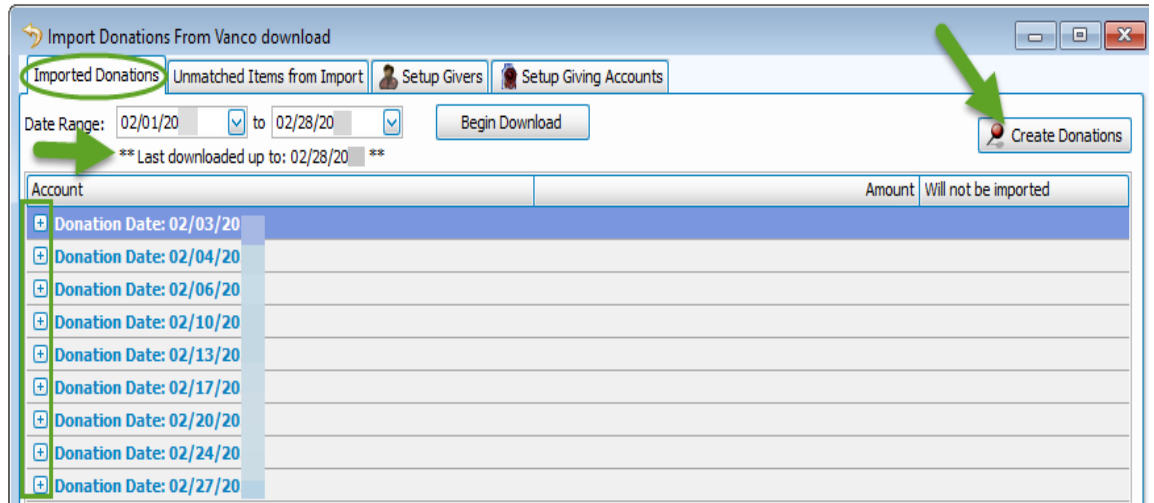 Import Donations From Vanco download
Imported Donations Unmatched Items from Import Setup Givers Setup Giving Accounts
Date Range: 02/01/20 to 02/28/20 Begin Download
Create Donations
** Last downloaded up to: 02/28/20 **
Account Amount Will not be imported
Donation Date: 02/03/20
Donation Date: 02/04/20
Donation Date: 02/06/20
Donation Date: 02/10/20
Donation Date: 02/13/20
Donation Date: 02/17/20
Donation Date: 02/20/20
Donation Date: 02/24/20
Donation Date: 02/27/20